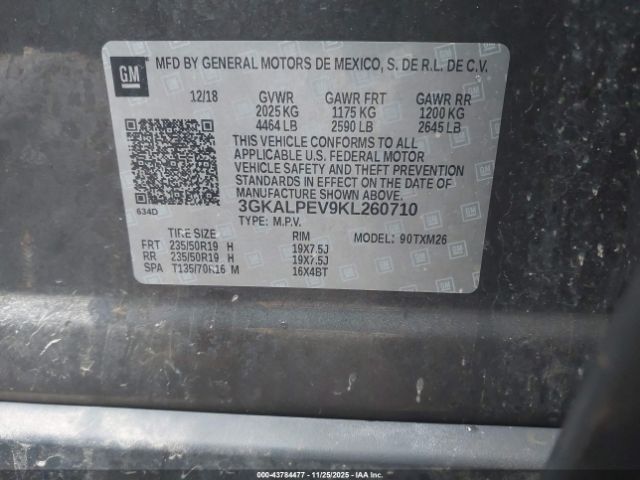 GM
MFD BY GENERAL MOTORS DE MEXICO, S. DE R.L. DE C.V.
12/18 GVWR GAWR FRT GAWR RR
2025 KG 1175 KG 1200 KG
4464 LB 2590 LB 2645 LB
THIS VEHICLE CONFORMS TO ALL
APPLICABLE U.S. FEDERAL MOTOR
VEHICLE SAFETY AND THEFT PREVENTION
STANDARDS IN EFFECT ON THE DATE OF
MANUFACTURE SHOWN ABOVE.
634D 3GKALPEV9KL260710
TYPE: M.P.V.
TIRE SIZE RIM MODEL: 90TXM26
FRT 235/50R19 H 19X7.5J
RR 235/50R19 H 19X7.5J
SPA T135/70R16 M 16X4BT
IAA - Stock #: 43784477 - 11/25/2025 - iaai.com